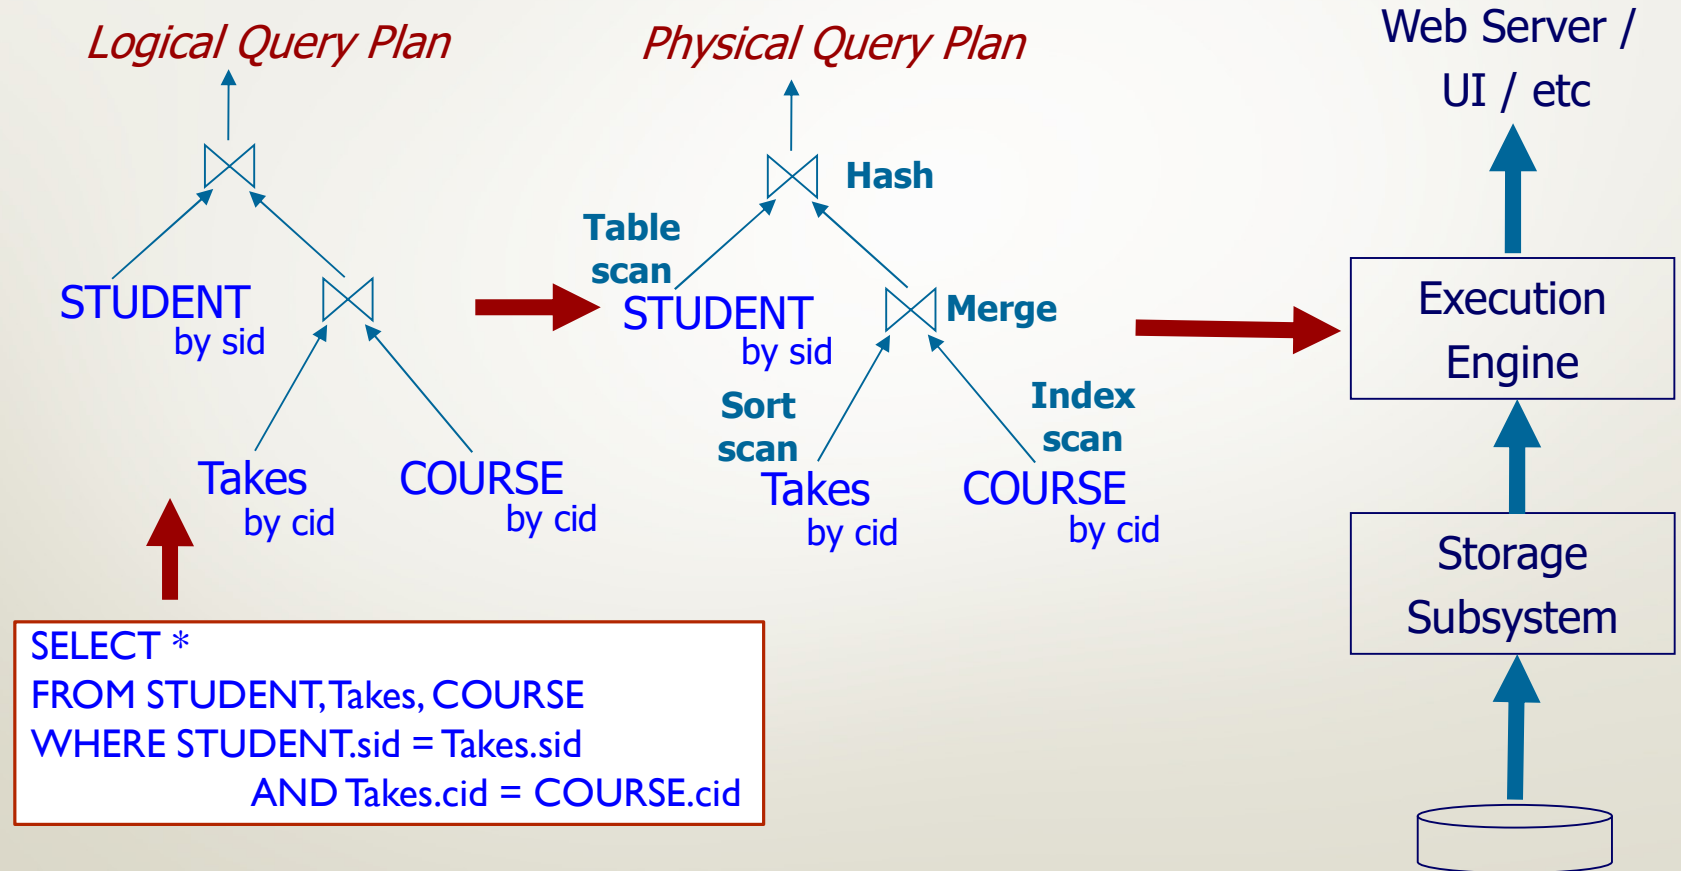 Logical Query Plan
STUDENT
by sid
Takes
by cid
COURSE
by cid
SELECT *
FROM STUDENT, Takes, COURSE
WHERE STUDENT.sid = Takes.sid
AND Takes.cid = COURSE.cid
Physical Query Plan
Hash
Table
scan
STUDENT
by sid
Merge
Sort
scan
Index
scan
Takes
by cid
COURSE
by cid
Web Server /
UI / etc
Execution
Engine
Storage
Subsystem